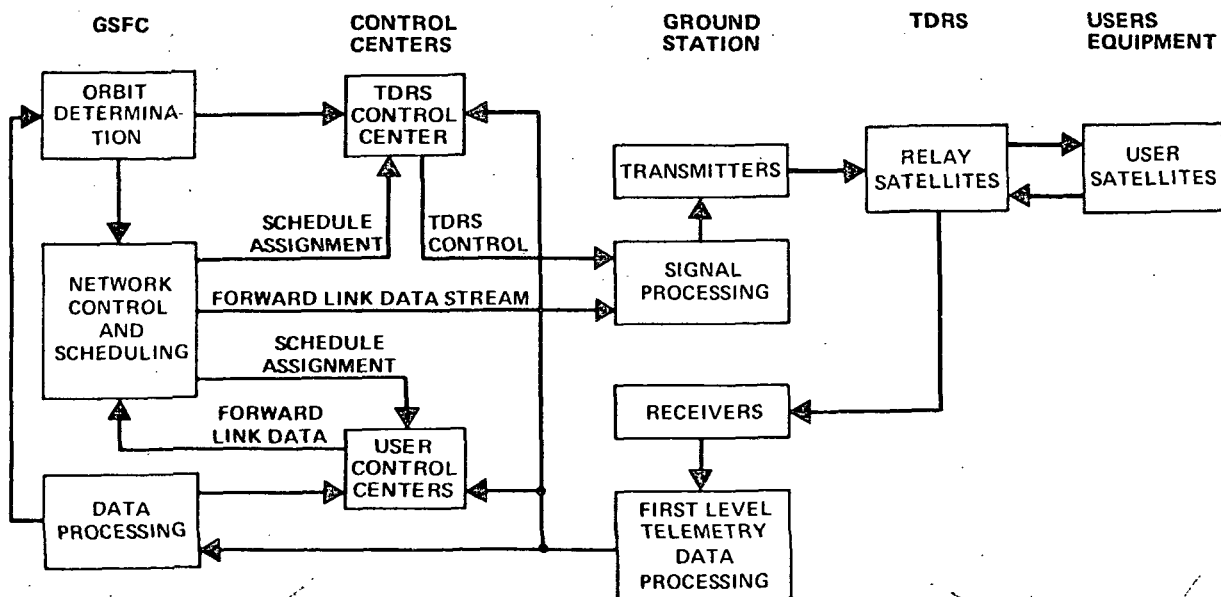 GSFC
CONTROL
CENTERS
GROUND
STATION
TDRS
USERS
EQUIPMENT
ORBIT
DETERMINA-
TION
TDRS
CONTROL
CENTER
TRANSMITTERS
RELAY
SATELLITES
USER
SATELLITES
SCHEDULE
ASSIGNMENT
TDRS
CONTROL
NETWORK
CONTROL
AND
SCHEDULING
SIGNAL
PROCESSING
FORWARD LINK DATA STREAM
SCHEDULE
ASSIGNMENT
FORWARD
LINK DATA
RECEIVERS
USER
CONTROL
CENTERS
DATA
PROCESSING
FIRST LEVEL
TELEMETRY
DATA
PROCESSING